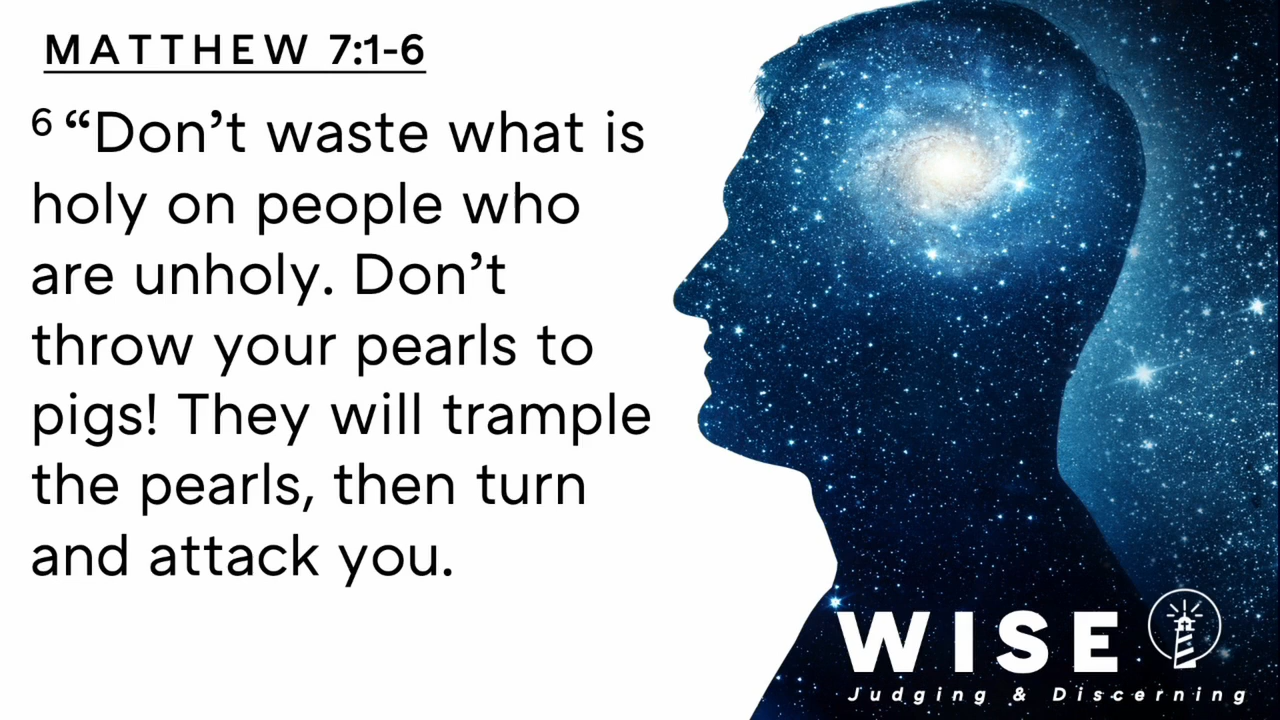 MATTHEW 7:1-6
6 “Don’t waste what is
holy on people who
are unholy. Don’t
throw your pearls to
pigs! They will trample
the pearls, then turn
and attack you.
WISE
Judging & Discerning